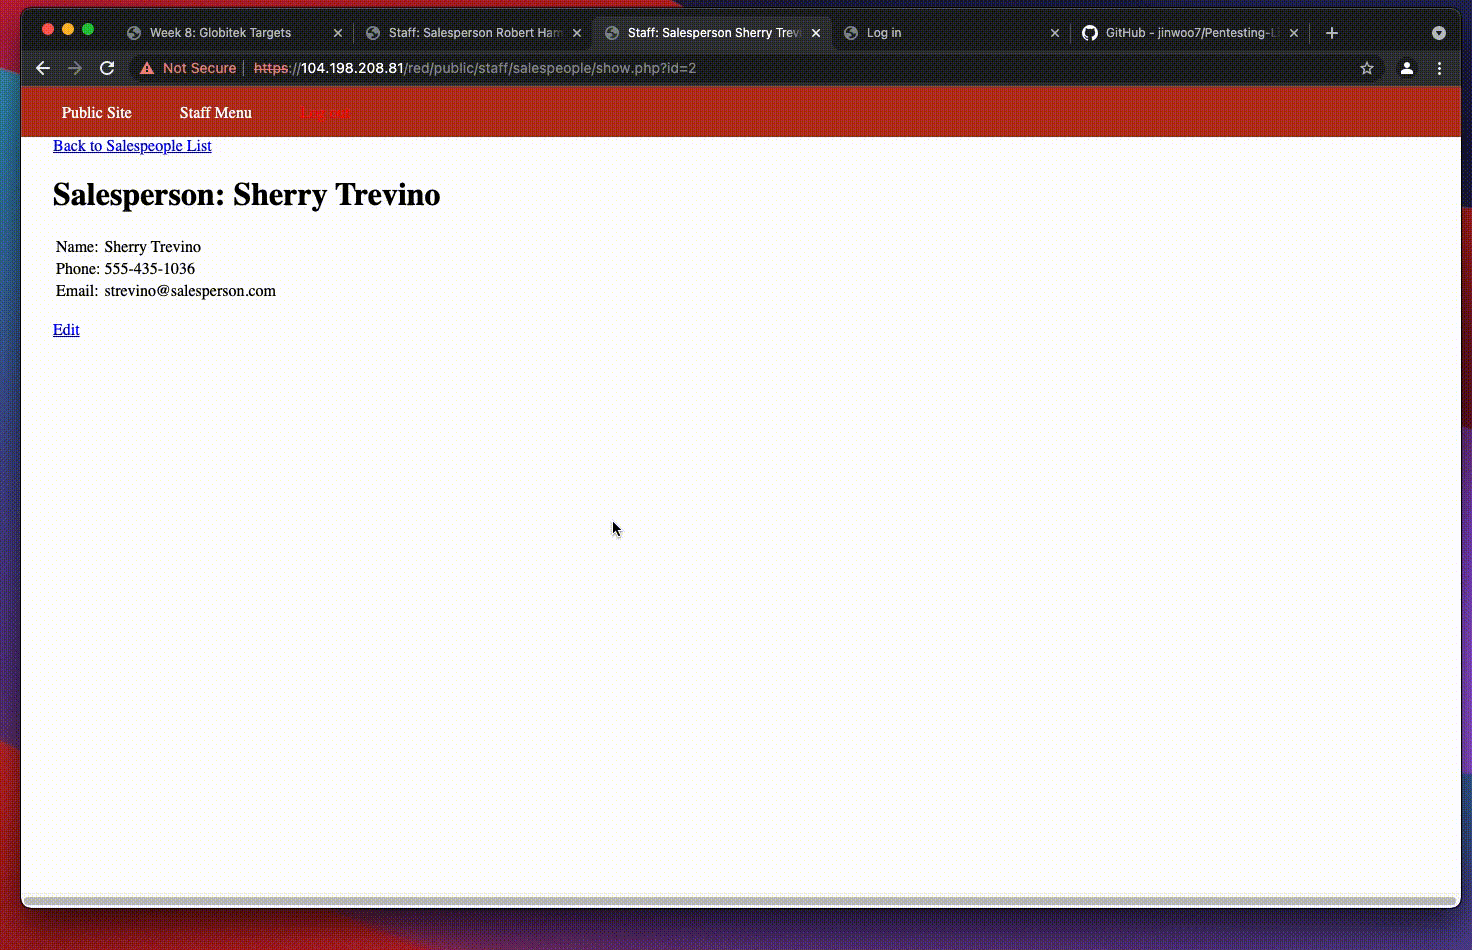 Week 8: Globitek Targets
Staff: Salesperson Robert Ham
Staff: Salesperson Sherry Trevi
Log in
GitHub - jinwoo7/Pentesting-Li
Not Secure | https://104.198.208.81/red/public/staff/salespeople/show.php?id=2
Public Site Staff Menu Log out
Back to Salespeople List
Salesperson: Sherry Trevino
Name: Sherry Trevino
Phone: 555-435-1036
Email: strevino@salesperson.com
Edit